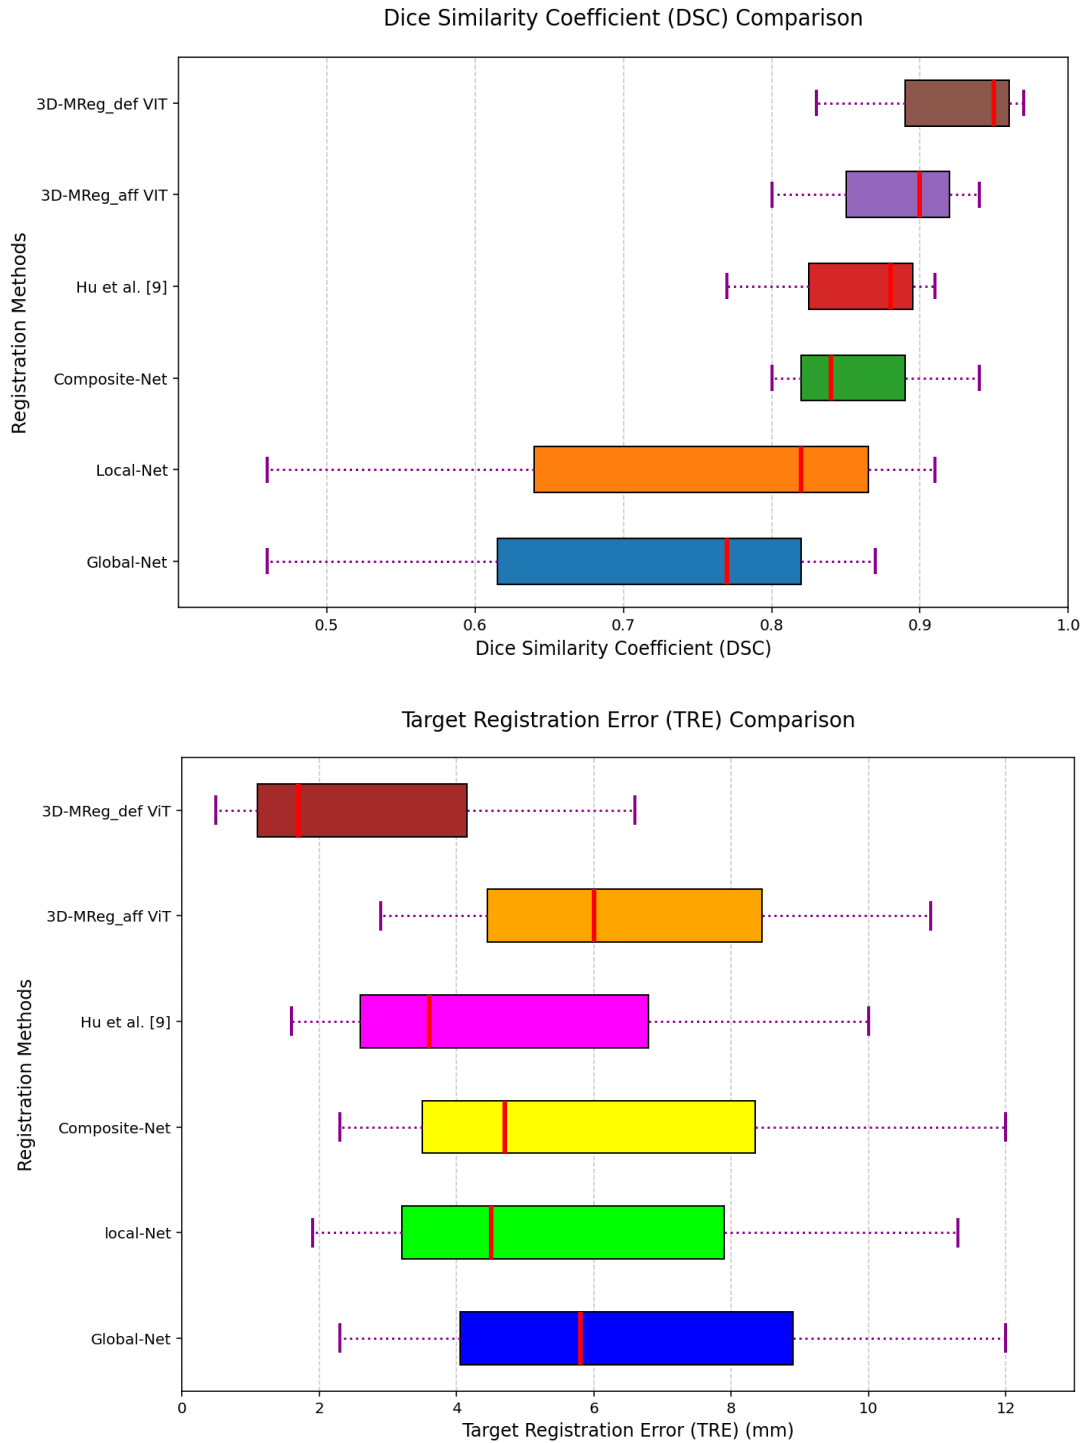 Dice Similarity Coefficient (DSC) Comparison
Registration Methods
3D-MReg_def VIT
3D-MReg_aff VIT
Hu et al. [9]
Composite-Net
Local-Net
Global-Net
0.5 0.6 0.7 0.8 0.9 1.0
Dice Similarity Coefficient (DSC)
Target Registration Error (TRE) Comparison
Registration Methods
3D-MReg_def ViT
3D-MReg_aff ViT
Hu et al. [9]
Composite-Net
local-Net
Global-Net
0 2 4 6 8 10 12
Target Registration Error (TRE) (mm)